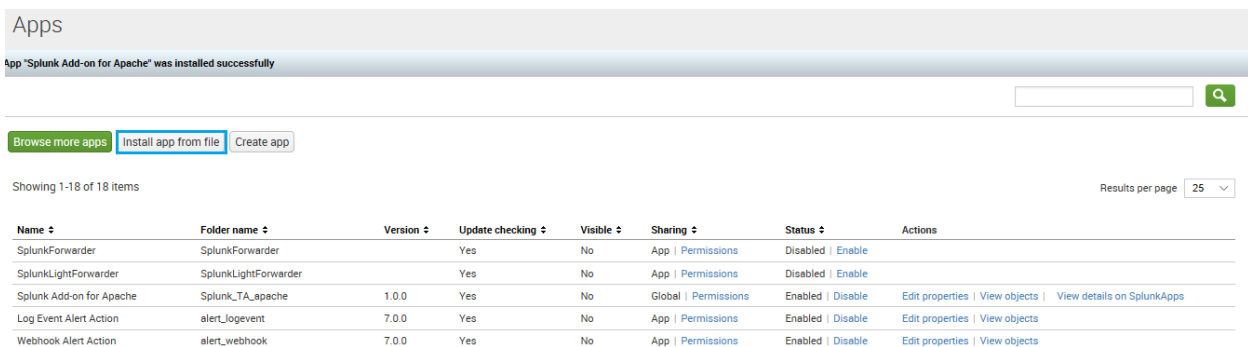 Apps
App "Splunk Add-on for Apache" was installed successfully
Browse more apps Install app from file Create app
Showing 1-18 of 18 items Results per page 25
Name Folder name Version Update checking Visible Sharing Status Actions
SplunkForwarder SplunkForwarder Yes No App | Permissions Disabled | Enable
SplunkLightForwarder SplunkLightForwarder Yes No App | Permissions Disabled | Enable
Splunk Add-on for Apache Splunk_TA_apache 1.0.0 Yes No Global | Permissions Enabled | Disable Edit properties | View objects | View details on SplunkApps
Log Event Alert Action alert_logevent 7.0.0 Yes No App | Permissions Enabled | Disable Edit properties | View objects
Webhook Alert Action alert_webhook 7.0.0 Yes No App | Permissions Enabled | Disable Edit properties | View objects